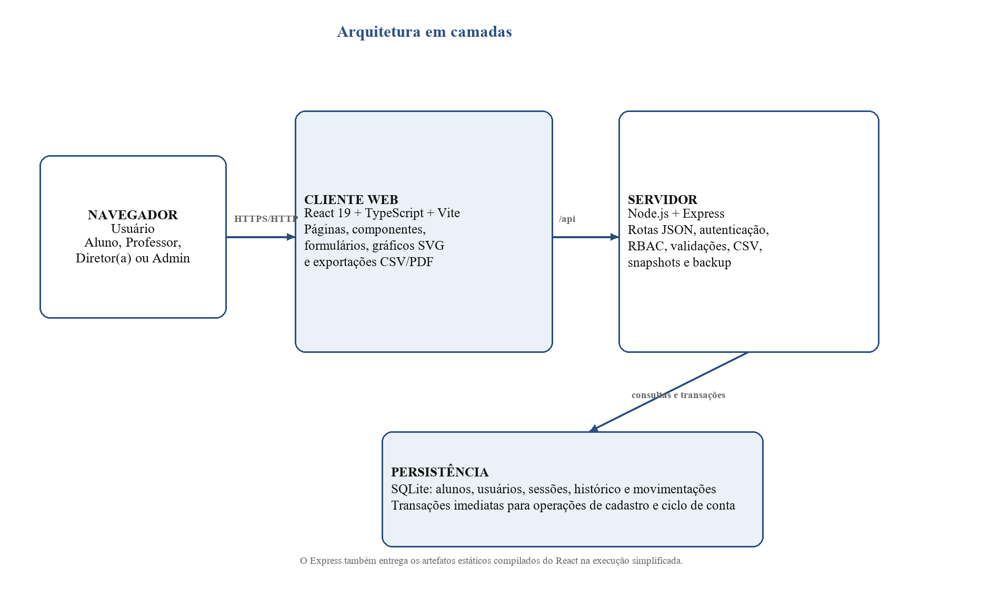 Arquitetura em camadas
NAVEGADOR
Usuário
Aluno, Professor,
Diretor(a) ou Admin
HTTPS/HTTP
CLIENTE WEB
React 19 + TypeScript + Vite
Páginas, componentes,
formulários, gráficos SVG
e exportações CSV/PDF
/api
SERVIDOR
Node.js + Express
Rotas JSON, autenticação,
RBAC, validações, CSV,
snapshots e backup
consultas e transações
PERSISTÊNCIA
SQLite: alunos, usuários, sessões, histórico e movimentações
Transações imediatas para operações de cadastro e ciclo de conta
O Express também entrega os artefatos estáticos compilados do React na execução simplificada.